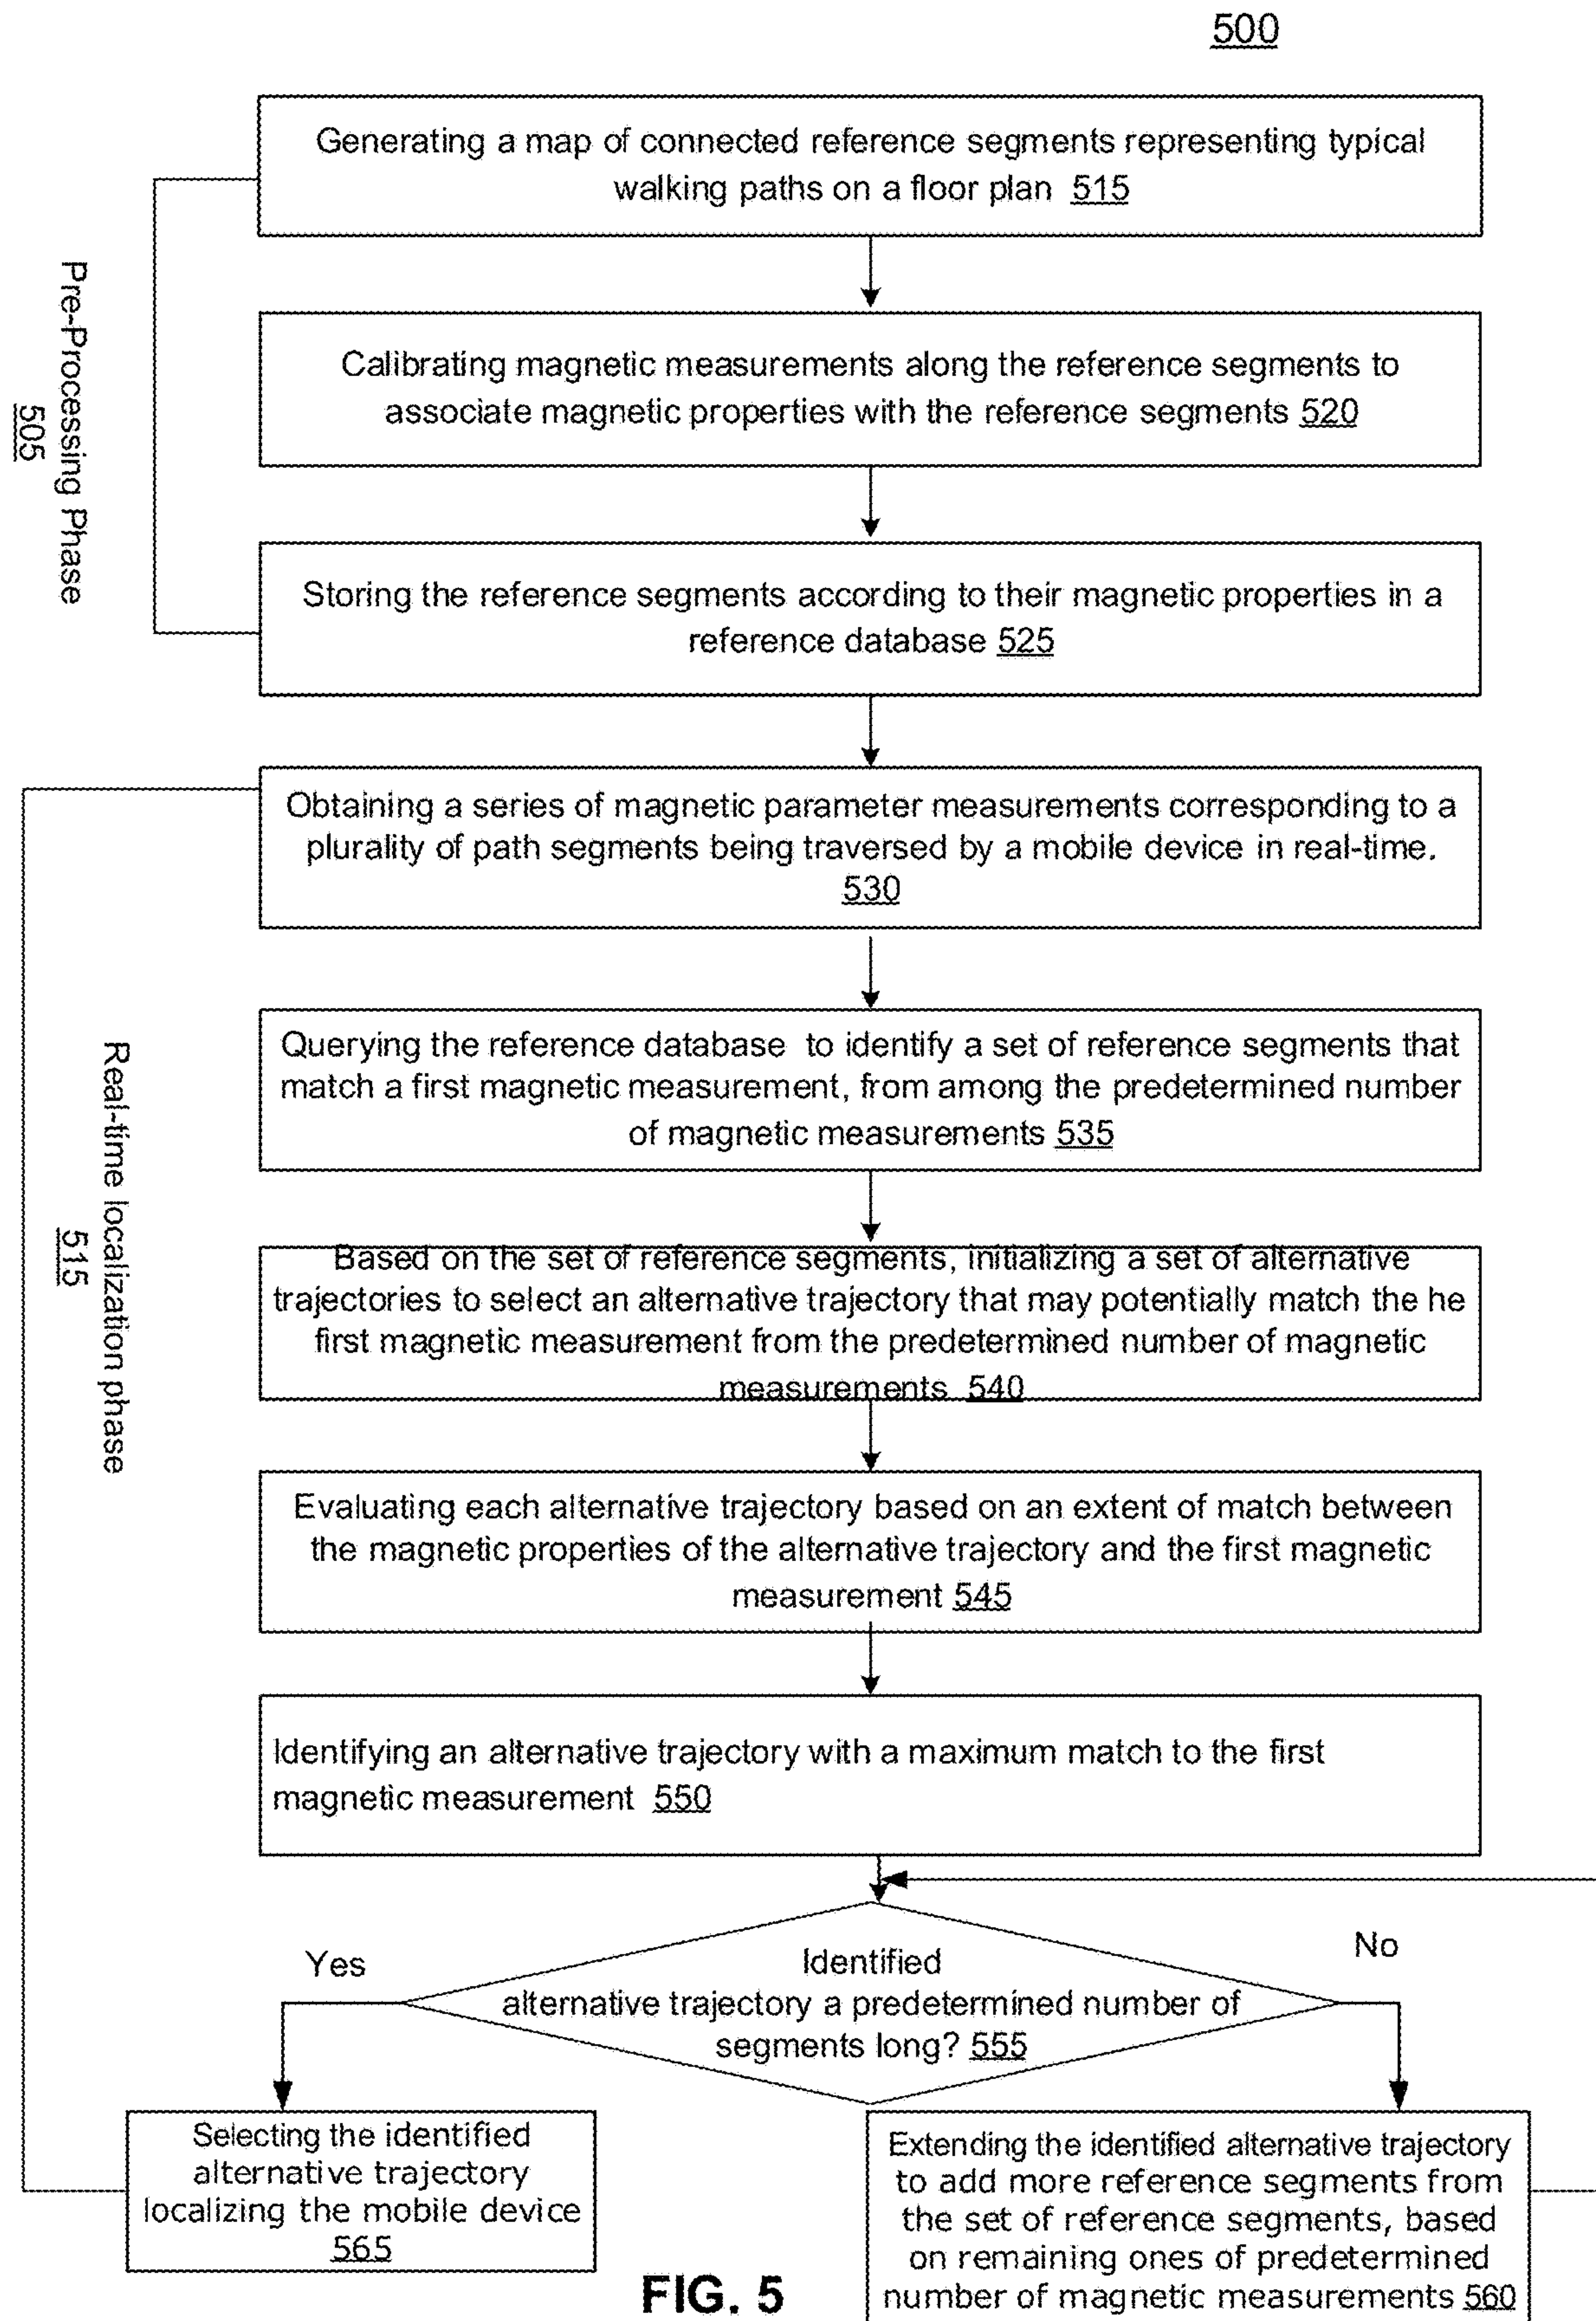 500
Generating a map of connected reference segments representing typical
walking paths on a floor plan 515
Pre-Processing Phase
505
Calibrating magnetic measurements along the reference segments to
associate magnetic properties with the reference segments 520
Storing the reference segments according to their magnetic properties in a
reference database 525
Obtaining a series of magnetic parameter measurements corresponding to a
plurality of path segments being traversed by a mobile device in real-time.
530
Real-time localization phase
515
Querying the reference database to identify a set of reference segments that
match a first magnetic measurement, from among the predetermined number
of magnetic measurements 535
Based on the set of reference segments, initializing a set of alternative
trajectories to select an alternative trajectory that may potentially match the he
first magnetic measurement from the predetermined number of magnetic
measurements 540
Evaluating each alternative trajectory based on an extent of match between
the magnetic properties of the alternative trajectory and the first magnetic
measurement 545
Identifying an alternative trajectory with a maximum match to the first
magnetic measurement 550
Identified
alternative trajectory a predetermined number of
segments long? 555
Yes
No
Selecting the identified
alternative trajectory
localizing the mobile device
565
Extending the identified alternative trajectory
to add more reference segments from
the set of reference segments, based
on remaining ones of predetermined
number of magnetic measurements 560
FIG. 5